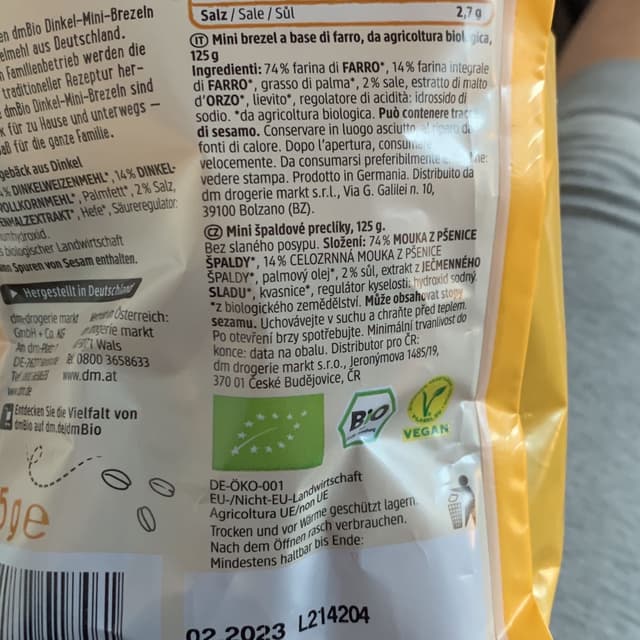 en dmBio Dinkel-Mini-Brezeln
elmehl aus Deutschland.
n Familienbetrieb werden die
traditioneller Rezeptur her-
dmBio Dinkel-Mini-Brezeln sind
k für zu Hause und unterwegs –
für die ganze Familie.
gebäck aus Dinkel
% DINKELWEIZENMEHL*, 14% DINKEL-
VOLLKORNMEHL*, Palmfett*, 2% Salz,
Hefe*, Säureregulator:
biologischer Landwirtschaft
Spuren von Sesam enthalten.
Hergestellt in Deutschland
dm-drogerie markt
GmbH + Co. KG
Österreich:
drogerie markt
Wals
Tel. 0800 3658633
www.dm.at
Entdecken Sie die Vielfalt von
dmBio auf dm.de/dmBio
5g e
Salz / Sale / Sůl 2,7 g
IT Mini brezel a base di farro, da agricoltura biologica,
125 g
Ingredienti: 74% farina di FARRO*, 14% farina integrale
di FARRO*, grasso di palma*, 2% sale, estratto di malto
d'ORZO*, lievito*, regolatore di acidità: idrossido di
sodio. *da agricoltura biologica. Può contenere tracce
di sesamo. Conservare in luogo asciutto, al riparo da
fonti di calore. Dopo l'apertura, consumare
velocemente. Da consumarsi preferibilmente
vedere stampa. Prodotto in Germania. Distribuito da
dm drogerie markt s.r.l., Via G. Galilei n. 10,
39100 Bolzano (BZ).
CZ Mini špaldové preclíky, 125 g.
Bez slaného posypu. Složení: 74% MOUKA Z PŠENICE
ŠPALDY*, 14% CELOZRNNÁ MOUKA Z PŠENICE
ŠPALDY*, palmový olej*, 2% sůl, extrakt z JEČMENNÉHO
SLADU*, kvasnice*, regulátor kyselosti: hydroxid sodný.
*z biologického zemědělství. Může obsahovat stopy
sezamu. Uchovávejte v suchu a chraňte před teplem.
Po otevření brzy spotřebujte. Minimální trvanlivost do
konce: data na obalu. Distributor pro ČR:
dm drogerie markt s.r.o., Jeronýmova 1485/19,
370 01 České Budějovice, ČR
BIO
VEGAN
DE-ÖKO-001
EU-/Nicht-EU-Landwirtschaft
Agricoltura UE/non UE
Trocken und vor Wärme geschützt lagern.
Nach dem Öffnen rasch verbrauchen.
Mindestens haltbar bis Ende:
02 2023 L214204